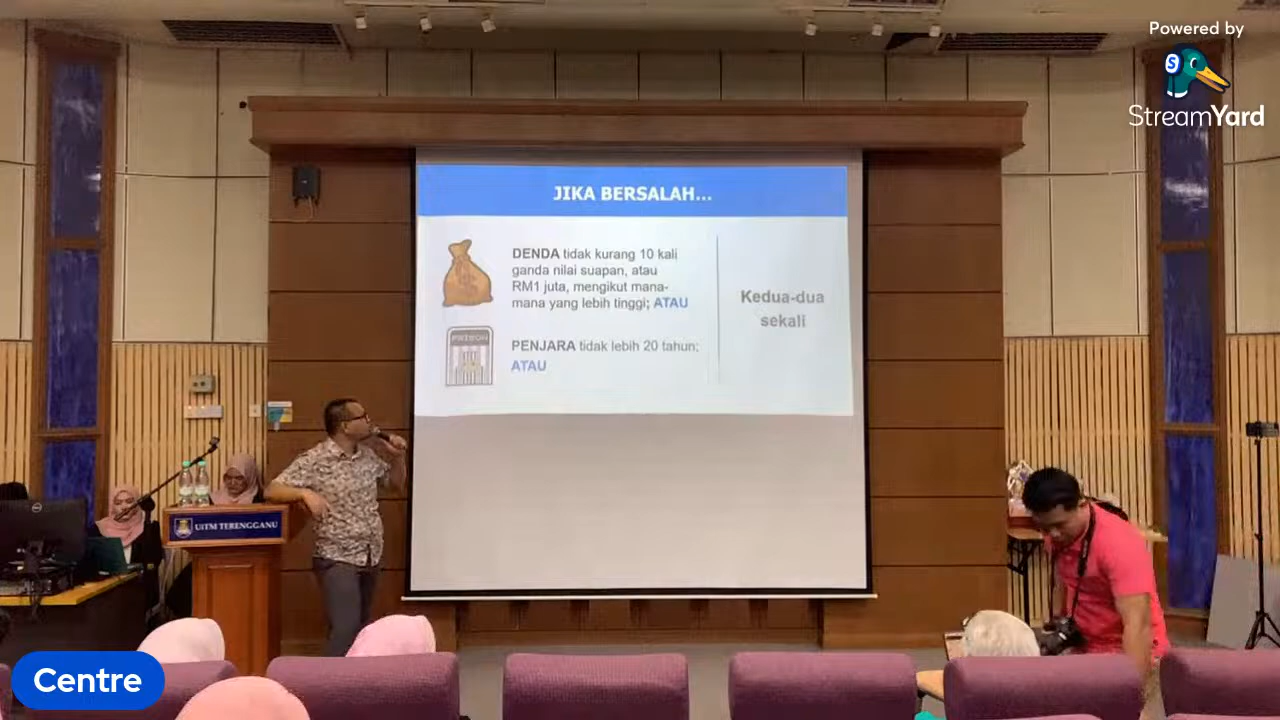 Powered by
StreamYard
JIKA BERSALAH...
DENDA tidak kurang 10 kali
ganda nilai suapan, atau
RM1 juta, mengikut mana-
mana yang lebih tinggi; ATAU
Kedua-dua
sekali
PRISON
PENJARA tidak lebih 20 tahun;
ATAU
UiTM TERENGGANU
Centre